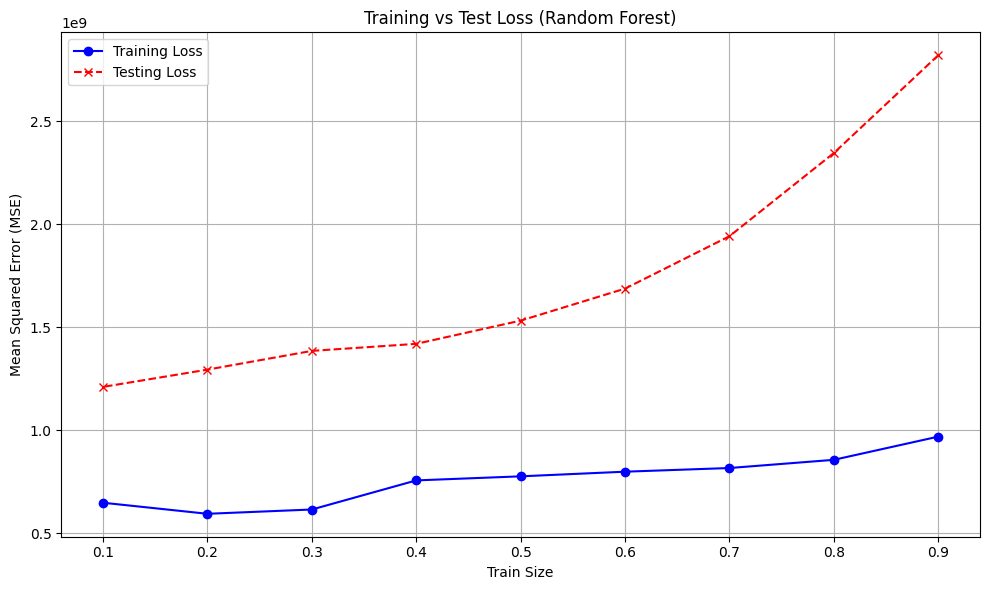 Training vs Test Loss (Random Forest)
1e9
Training Loss
Testing Loss
Mean Squared Error (MSE)
2.5
2.0
1.5
1.0
0.5
0.1 0.2 0.3 0.4 0.5 0.6 0.7 0.8 0.9
Train Size